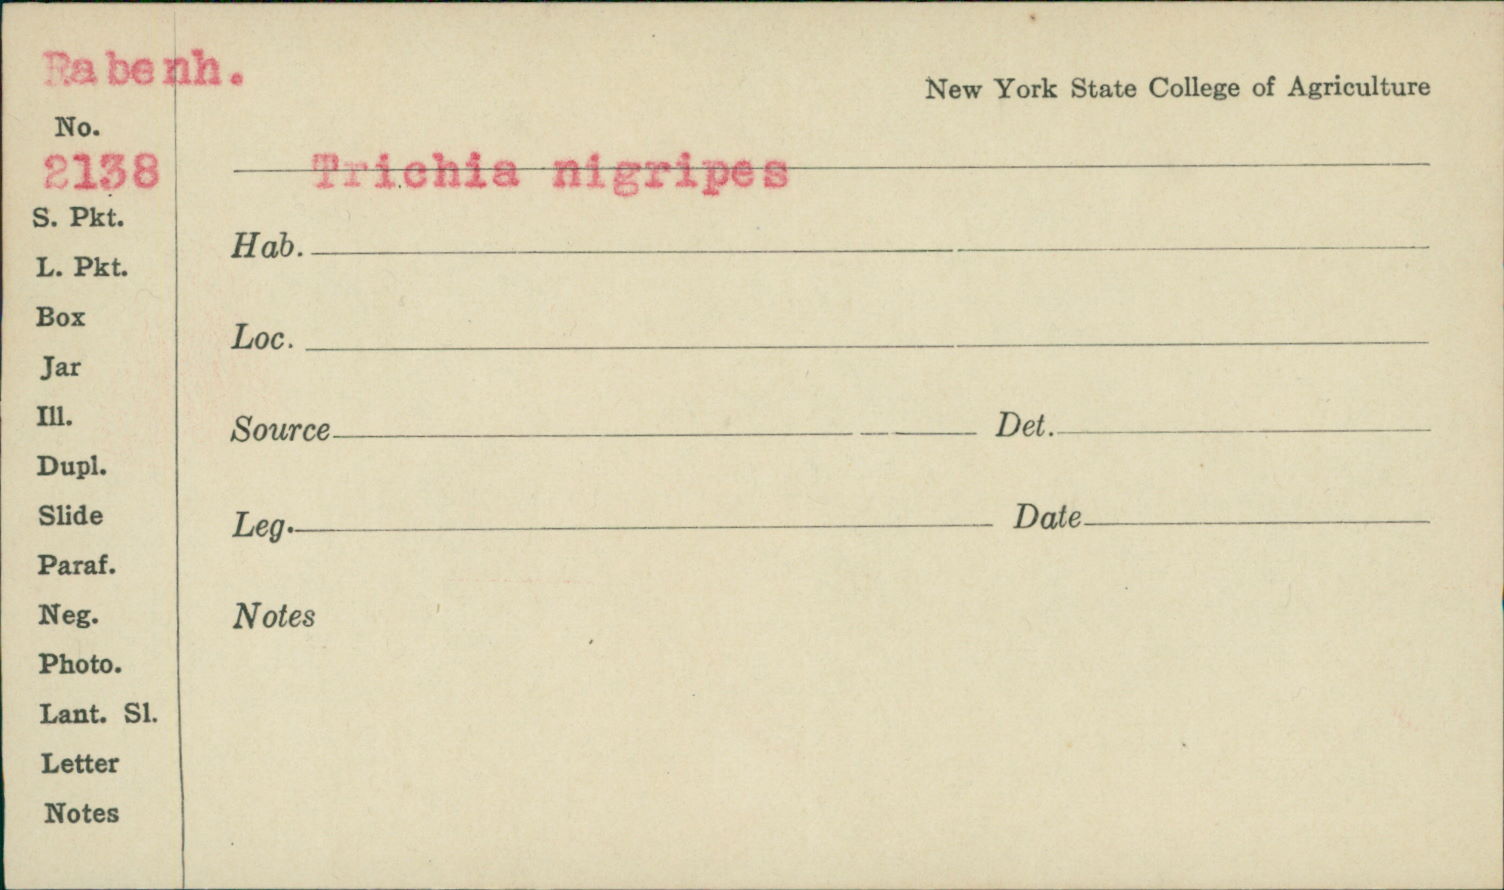 Rabenh.
New York State College of Agriculture
No.
2138
Trichia nigripes
S. Pkt.
Hab.
L. Pkt.
Box
Loc.
Jar
Ill.
Source Det.
Dupl.
Slide
Leg. Date
Paraf.
Neg.
Notes
Photo.
Lant. Sl.
Letter
Notes